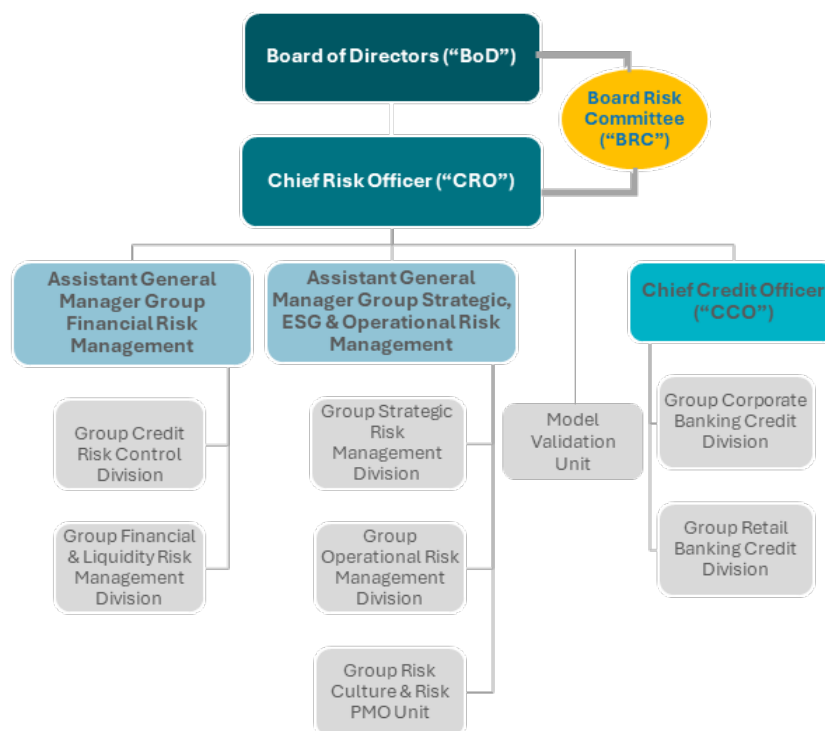 Board of Directors (“BoD”)
Board Risk
Committee
(“BRC”)
Chief Risk Officer (“CRO”)
Assistant General
Manager Group
Financial Risk
Management
Assistant General
Manager Group Strategic,
ESG & Operational Risk
Management
Chief Credit Officer
(“CCO”)
Group Credit
Risk Control
Division
Group Strategic
Risk
Management
Division
Model
Validation
Unit
Group Corporate
Banking Credit
Division
Group Financial
& Liquidity Risk
Management
Division
Group
Operational Risk
Management
Division
Group Retail
Banking Credit
Division
Group Risk
Culture & Risk
PMO Unit